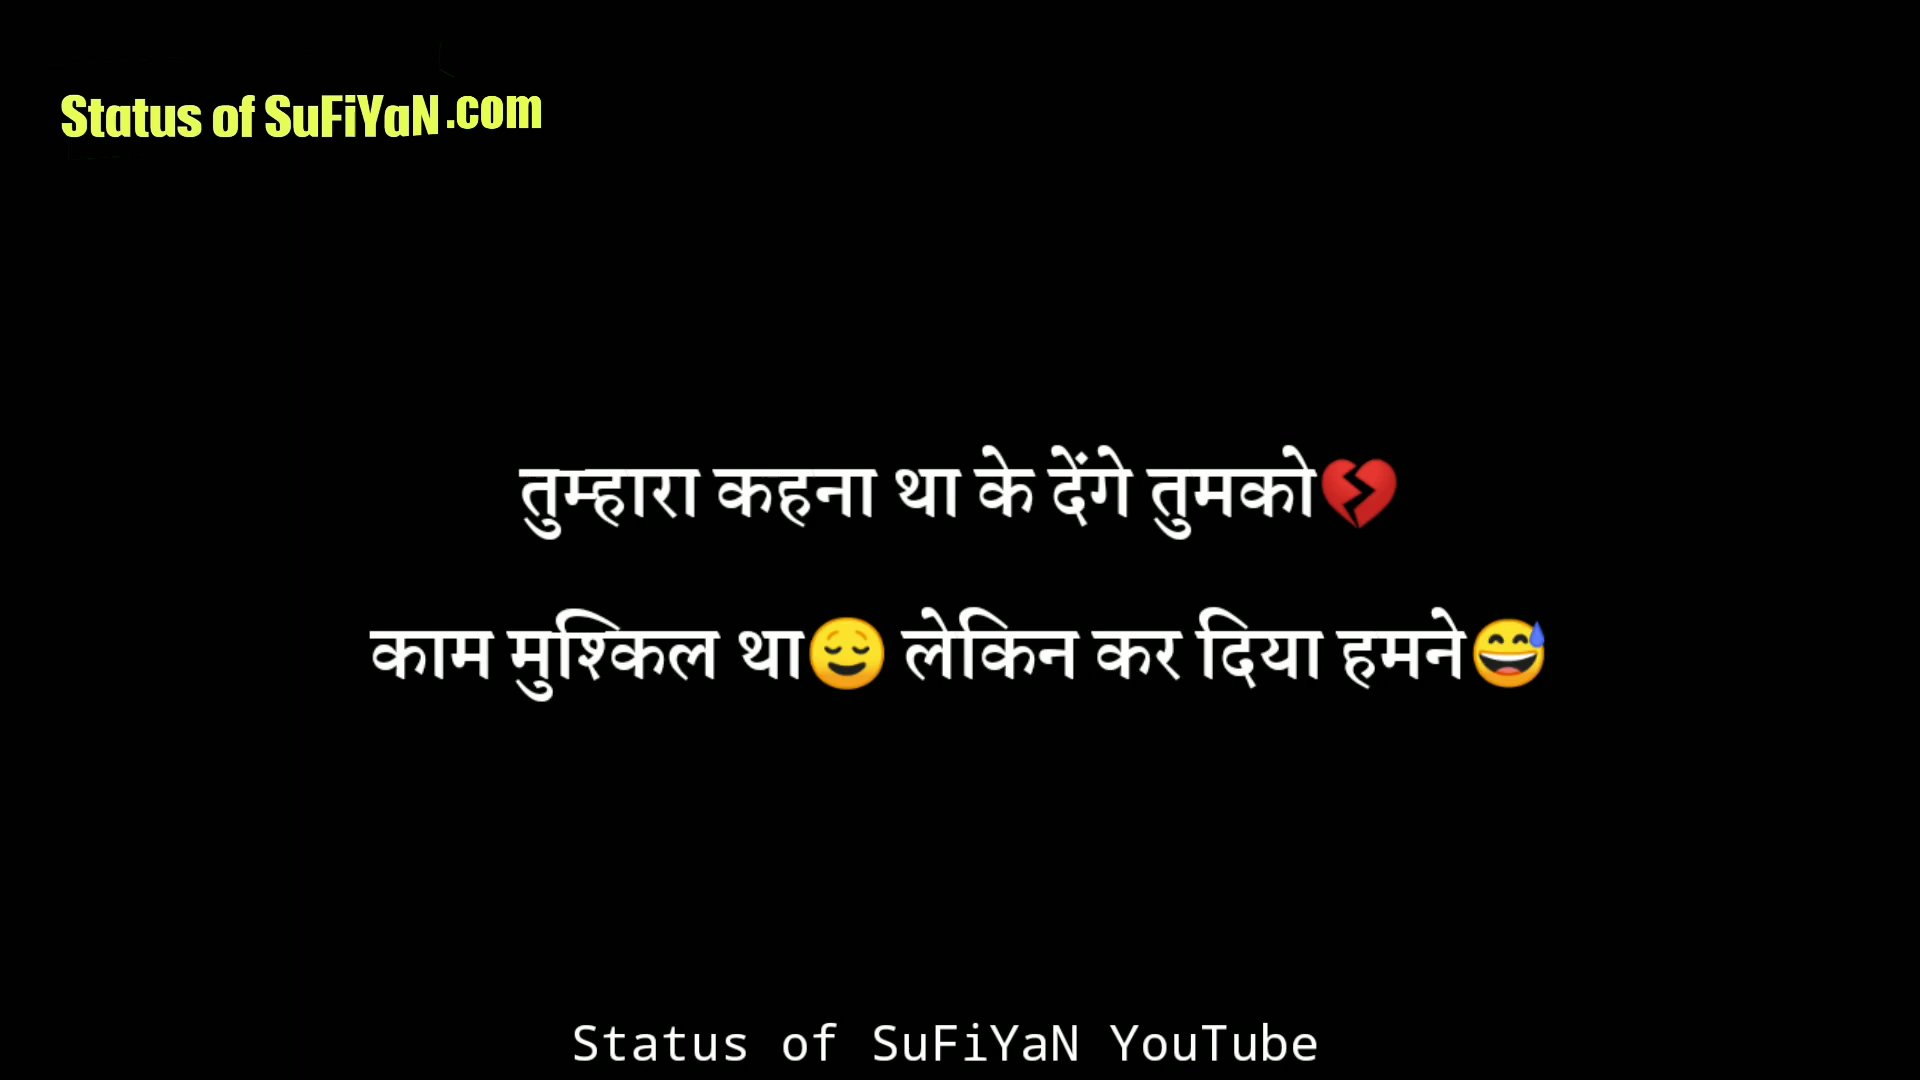 Status of SuFiYaN .com
तुम्हारा कहना था के देंगे तुमको💔
काम मुश्किल था😌 लेकिन कर दिया हमने😅
Status of SuFiYaN YouTube